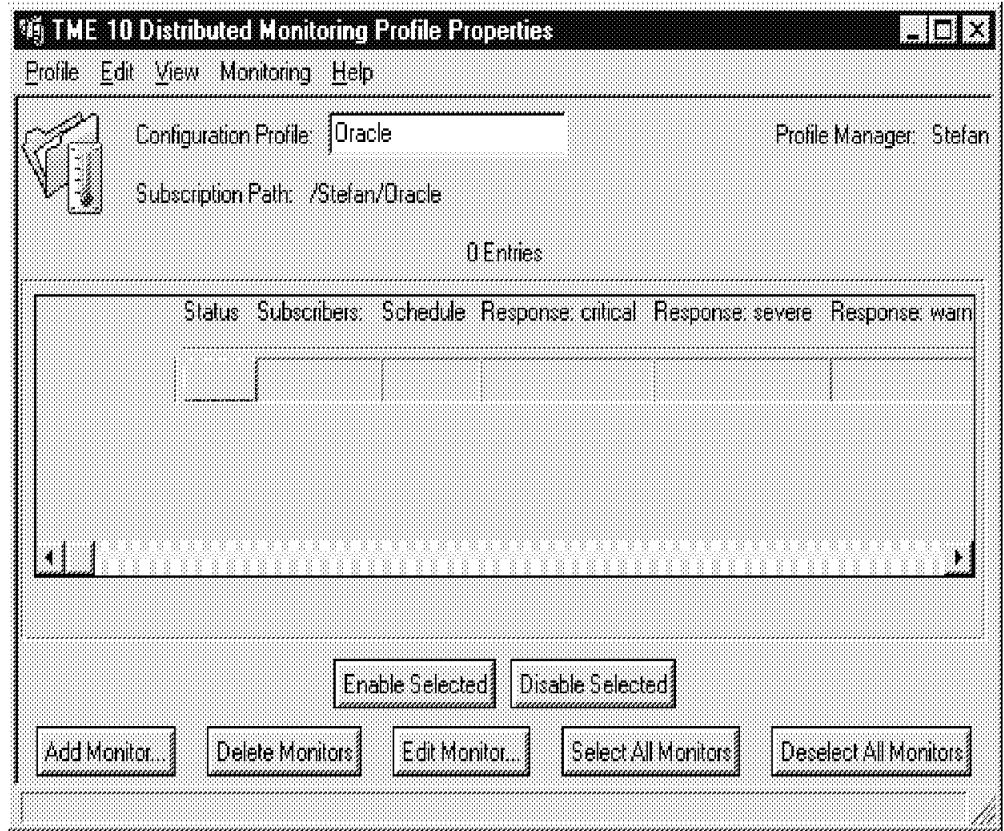 TME 10 Distributed Monitoring Profile Properties
Profile Edit View Monitoring Help
Configuration Profile: Oracle Profile Manager: Stefan
Subscription Path: /Stefan/Oracle
0 Entries
Status Subscribers: Schedule Response: critical Response: severe Response: warn
Enable Selected Disable Selected
Add Monitor... Delete Monitors Edit Monitor... Select All Monitors Deselect All Monitors